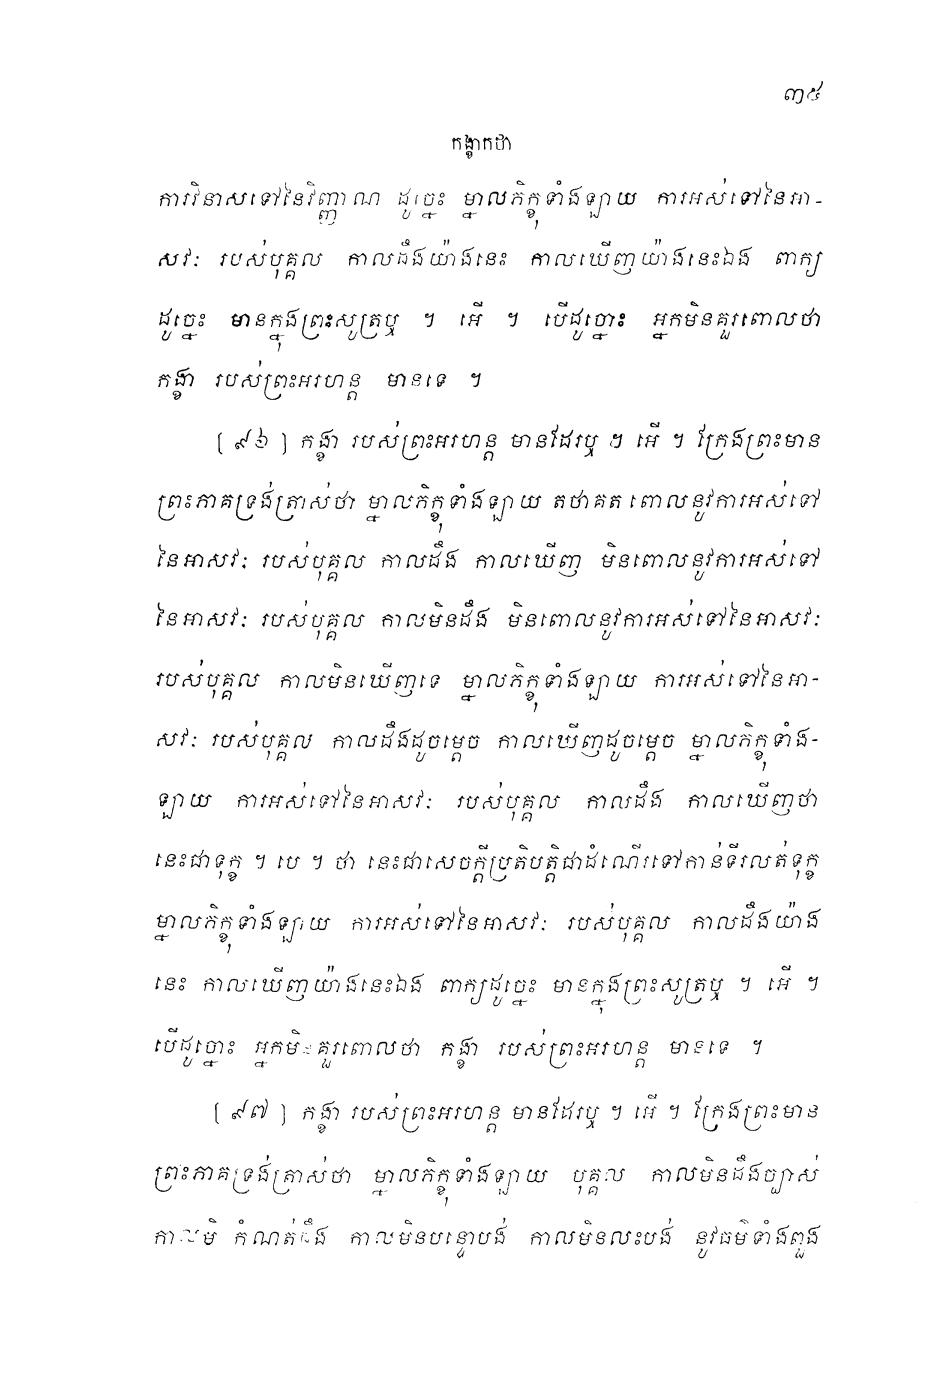 ៣៥
កង្ខាកថា
ការវិនាសទៅនៃវិញ្ញាណ ដូច្នេះ ម្នាលភិក្ខុទាំងឡាយ ការអស់ទៅនៃអា-
សវៈ របស់បុគ្គល កាលដឹងយ៉ាងនេះ កាលឃើញយ៉ាងនេះឯង ពាក្យ
ដូច្នេះ មានក្នុងព្រះសូត្រឬ ។ អើ ។ បើដូច្នោះ អ្នកមិនគួរពោលថា
កង្ខា របស់ព្រះអរហន្ត មានទេ ។
[ ៩៦ ] កង្ខា របស់ព្រះអរហន្ត មានដែរឬ ។ អើ ។ ក្រែងព្រះមាន
ព្រះភាគទ្រង់ត្រាស់ថា ម្នាលភិក្ខុទាំងឡាយ តថាគត ពោលនូវការអស់ទៅ
នៃអាសវៈ របស់បុគ្គល កាលដឹង កាលឃើញ មិនពោលនូវការអស់ទៅ
នៃអាសវៈ របស់បុគ្គល កាលមិនដឹង មិនពោលនូវការអស់ទៅនៃអាសវៈ
របស់បុគ្គល កាលមិនឃើញទេ ម្នាលភិក្ខុទាំងឡាយ ការអស់ទៅនៃអា-
សវៈ របស់បុគ្គល កាលដឹងដូចម្តេច កាលឃើញដូចម្តេច ម្នាលភិក្ខុទាំង-
ឡាយ ការអស់ទៅនៃអាសវៈ របស់បុគ្គល កាលដឹង កាលឃើញថា
នេះជាទុក្ខ ។ បេ ។ ថា នេះជាសេចក្តីប្រតិបត្តិជាដំណើរទៅកាន់ទីរលត់ទុក្ខ
ម្នាលភិក្ខុទាំងឡាយ ការអស់ទៅនៃអាសវៈ របស់បុគ្គល កាលដឹងយ៉ាង
នេះ កាលឃើញយ៉ាងនេះឯង ពាក្យដូច្នេះ មានក្នុងព្រះសូត្រឬ ។ អើ ។
បើដូច្នោះ អ្នកមិនគួរពោលថា កង្ខា របស់ព្រះអរហន្ត មានទេ ។
[ ៩៧ ] កង្ខា របស់ព្រះអរហន្ត មានដែរឬ ។ អើ ។ ក្រែងព្រះមាន
ព្រះភាគទ្រង់ត្រាស់ថា ម្នាលភិក្ខុទាំងឡាយ បុគ្គល កាលមិនដឹងច្បាស់
កាលមិនកំណត់ដឹង កាលមិនបន្ទោបង់ កាលមិនលះបង់ នូវធម៌ទាំងពួង